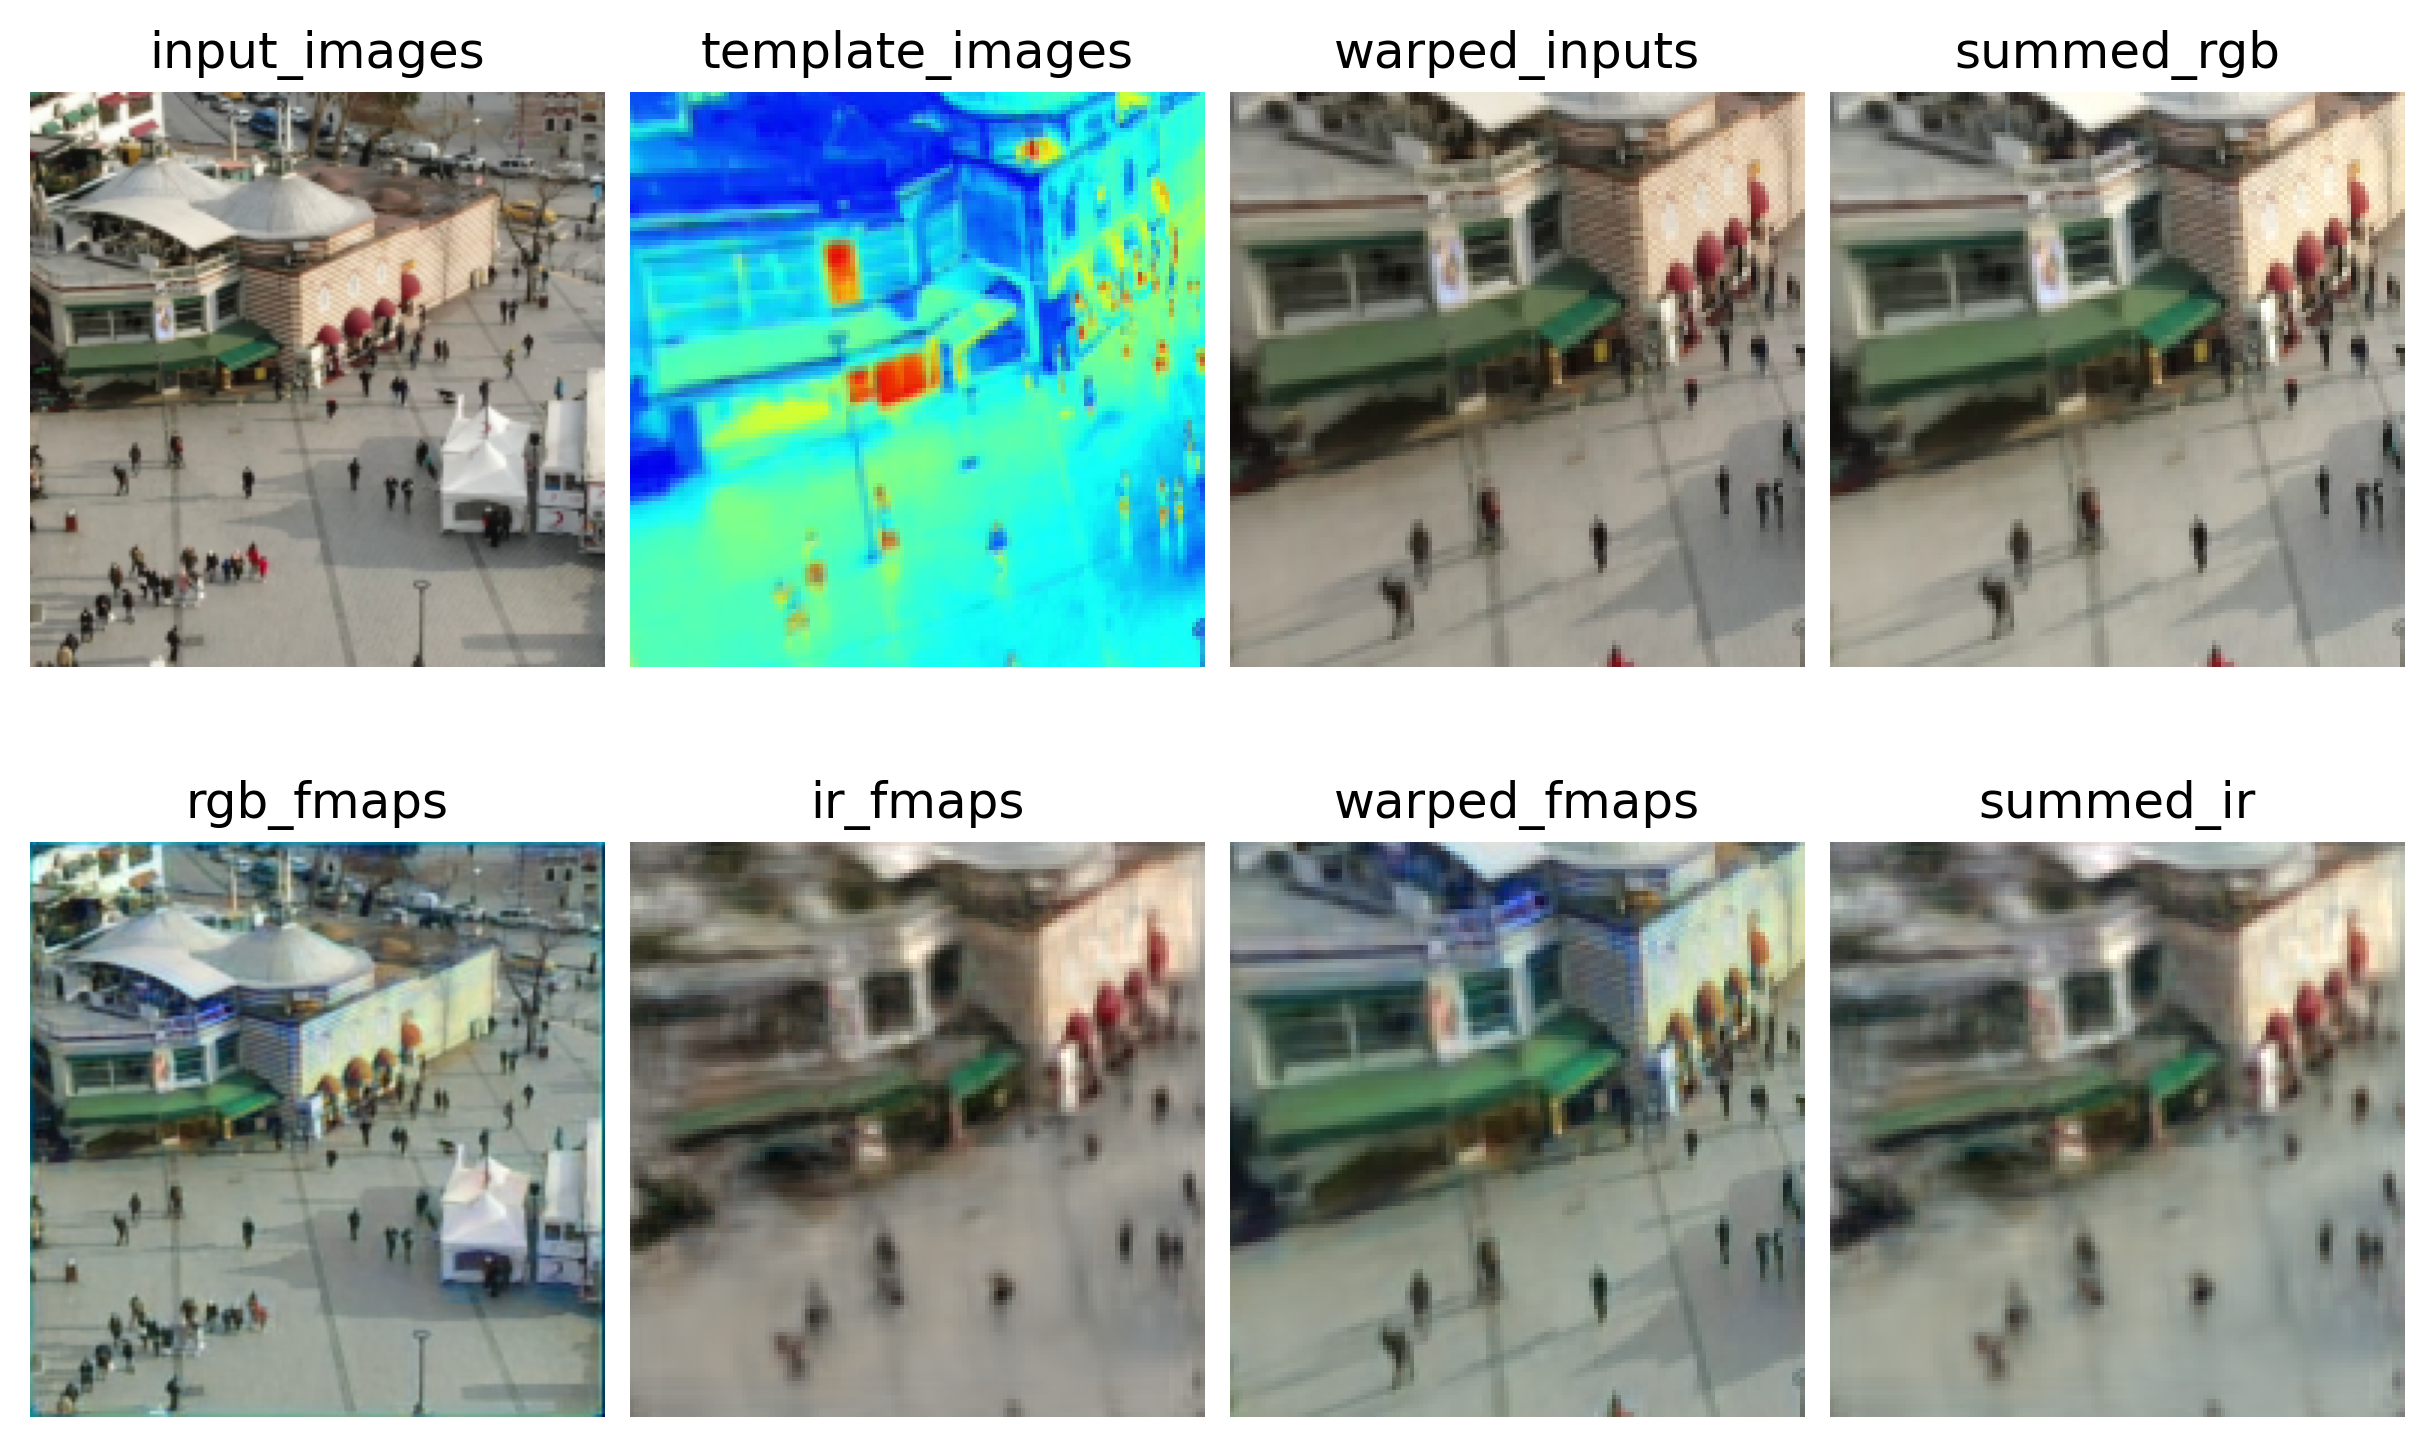 input_images
template_images
warped_inputs
summed_rgb
rgb_fmaps
ir_fmaps
warped_fmaps
summed_ir